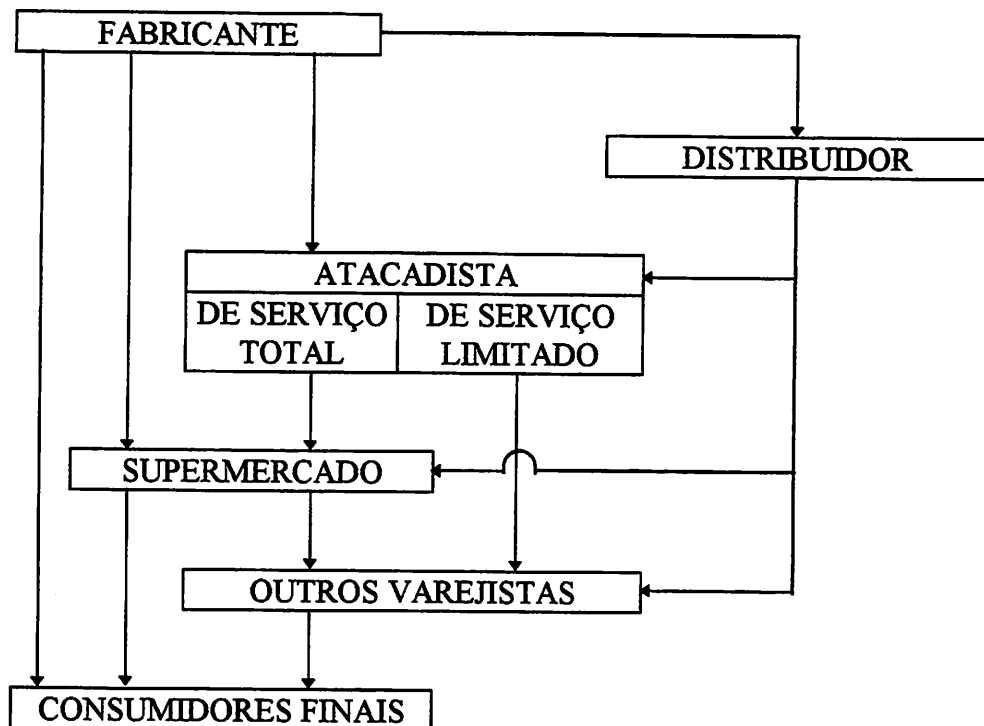 FABRICANTE
DISTRIBUIDOR
ATACADISTA
DE SERVIÇO
TOTAL
DE SERVIÇO
LIMITADO
SUPERMERCADO
OUTROS VAREJISTAS
CONSUMIDORES FINAIS